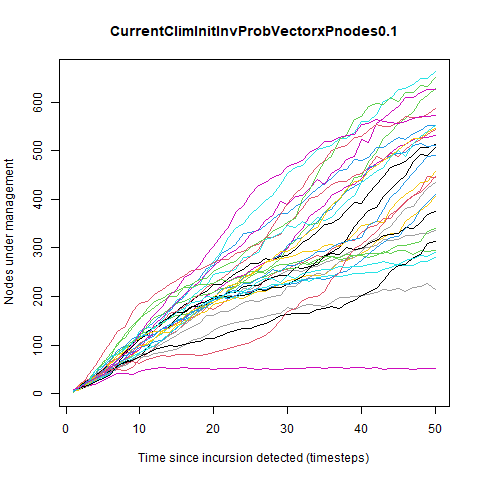 CurrentClimInitInvProbVectorxPnodes0.1
Nodes under management
600
500
400
300
200
100
0
0 10 20 30 40 50
Time since incursion detected (timesteps)